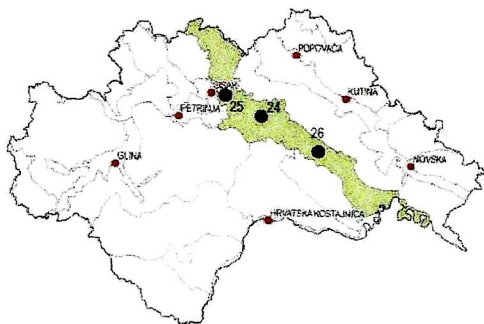 POPOVAČA
SISAK
KUTINA
25
24
PETRINJA
26
GLINA
NOVSKA
HRVATSKA KOSTAJNICA